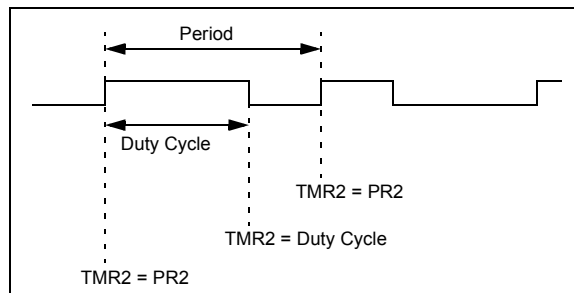 Period
Duty Cycle
TMR2 = PR2
TMR2 = Duty Cycle
TMR2 = PR2